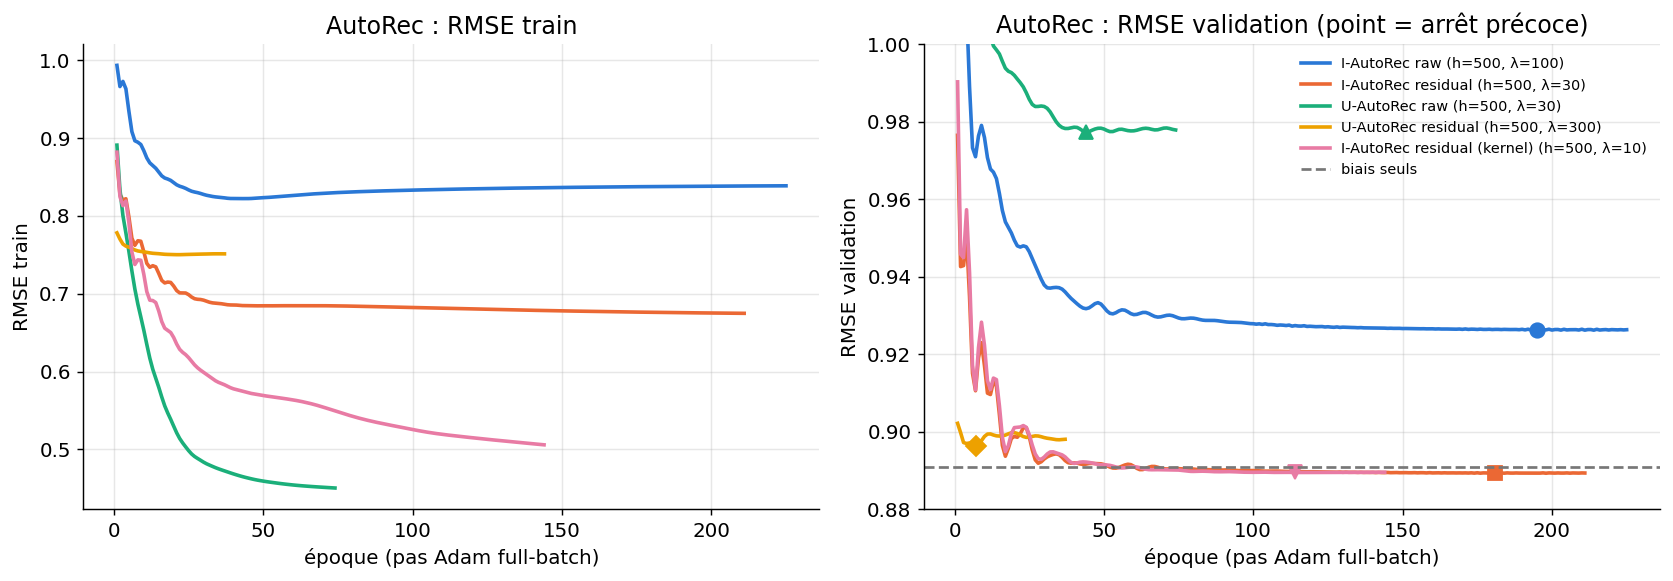 AutoRec : RMSE train
RMSE train
1.0
0.9
0.8
0.7
0.6
0.5
0
50
100
150
200
époque (pas Adam full-batch)
AutoRec : RMSE validation (point = arrêt précoce)
RMSE validation
1.00
0.98
0.96
0.94
0.92
0.90
0.88
I-AutoRec raw (h=500, λ=100)
I-AutoRec residual (h=500, λ=30)
U-AutoRec raw (h=500, λ=30)
U-AutoRec residual (h=500, λ=300)
I-AutoRec residual (kernel) (h=500, λ=10)
biais seuls
0
50
100
150
200
époque (pas Adam full-batch)